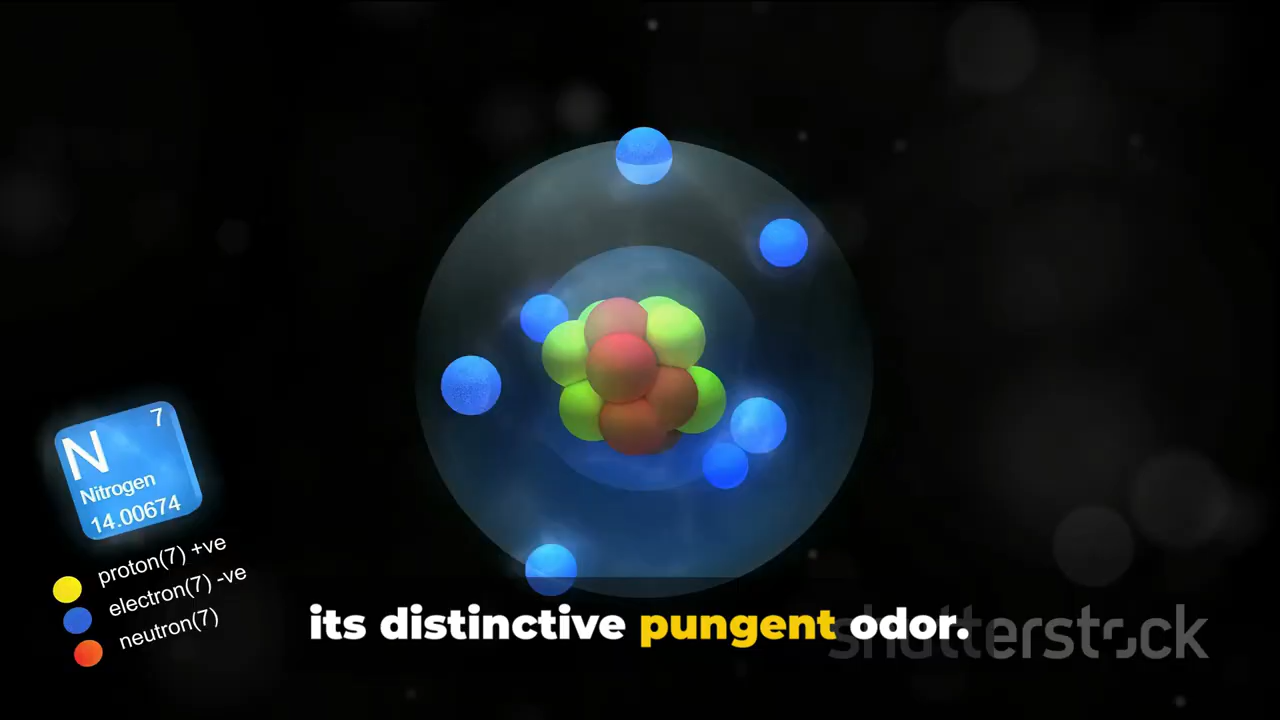 7
N
Nitrogen
14.00674
proton(7) +ve
electron(7) -ve
neutron(7)
its distinctive pungent odor.
shutterstock